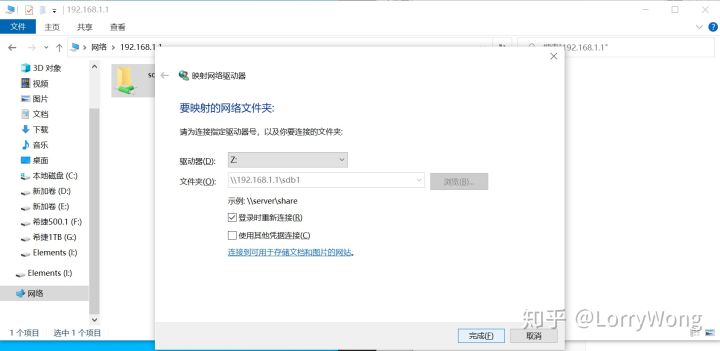 192.168.1.1
文件
主页
共享
查看
网络
192.168.1.1
3D 对象
视频
图片
文档
下载
音乐
桌面
本地磁盘 (C:)
新加卷 (D:)
新加卷 (E:)
希捷500.1 (F:)
希捷1TB (G:)
Elements (I:)
Elements (I:)
网络
1 个项目
选中 1 个项目
映射网络驱动器
要映射的网络文件夹:
请为连接指定驱动器号，以及你要连接的文件夹:
驱动器(D):
Z:
文件夹(O):
\\192.168.1.1\sdb1
浏览(B)...
示例: \\server\share
登录时重新连接(R)
使用其他凭据连接(C)
连接到可用于存储文档和图片的网站。
完成(F)
取消
知乎 @LorryWong